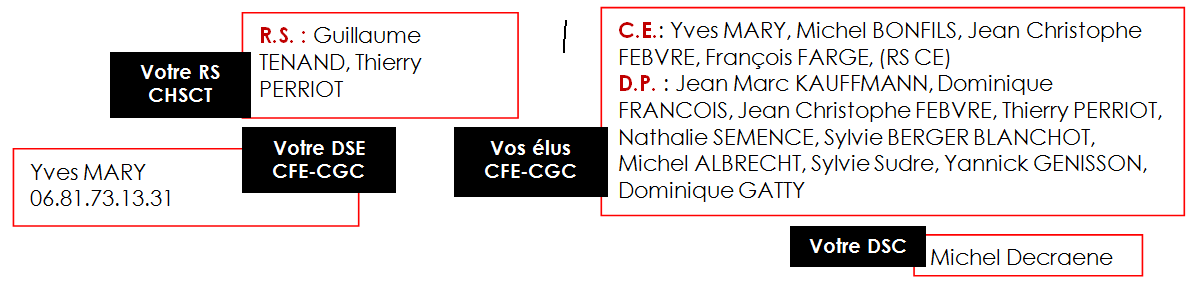 R.S. : Guillaume
TENAND, Thierry
PERRIOT
Votre RS
CHSCT
/
C.E.: Yves MARY, Michel BONFILS, Jean Christophe
FEBVRE, François FARGE, (RS CE)
D.P. : Jean Marc KAUFFMANN, Dominique
FRANCOIS, Jean Christophe FEBVRE, Thierry PERRIOT,
Nathalie SEMENCE, Sylvie BERGER BLANCHOT,
Michel ALBRECHT, Sylvie Sudre, Yannick GENISSON,
Dominique GATTY
Votre DSE
CFE-CGC
Yves MARY
06.81.73.13.31
Vos élus
CFE-CGC
Votre DSC
Michel Decraene